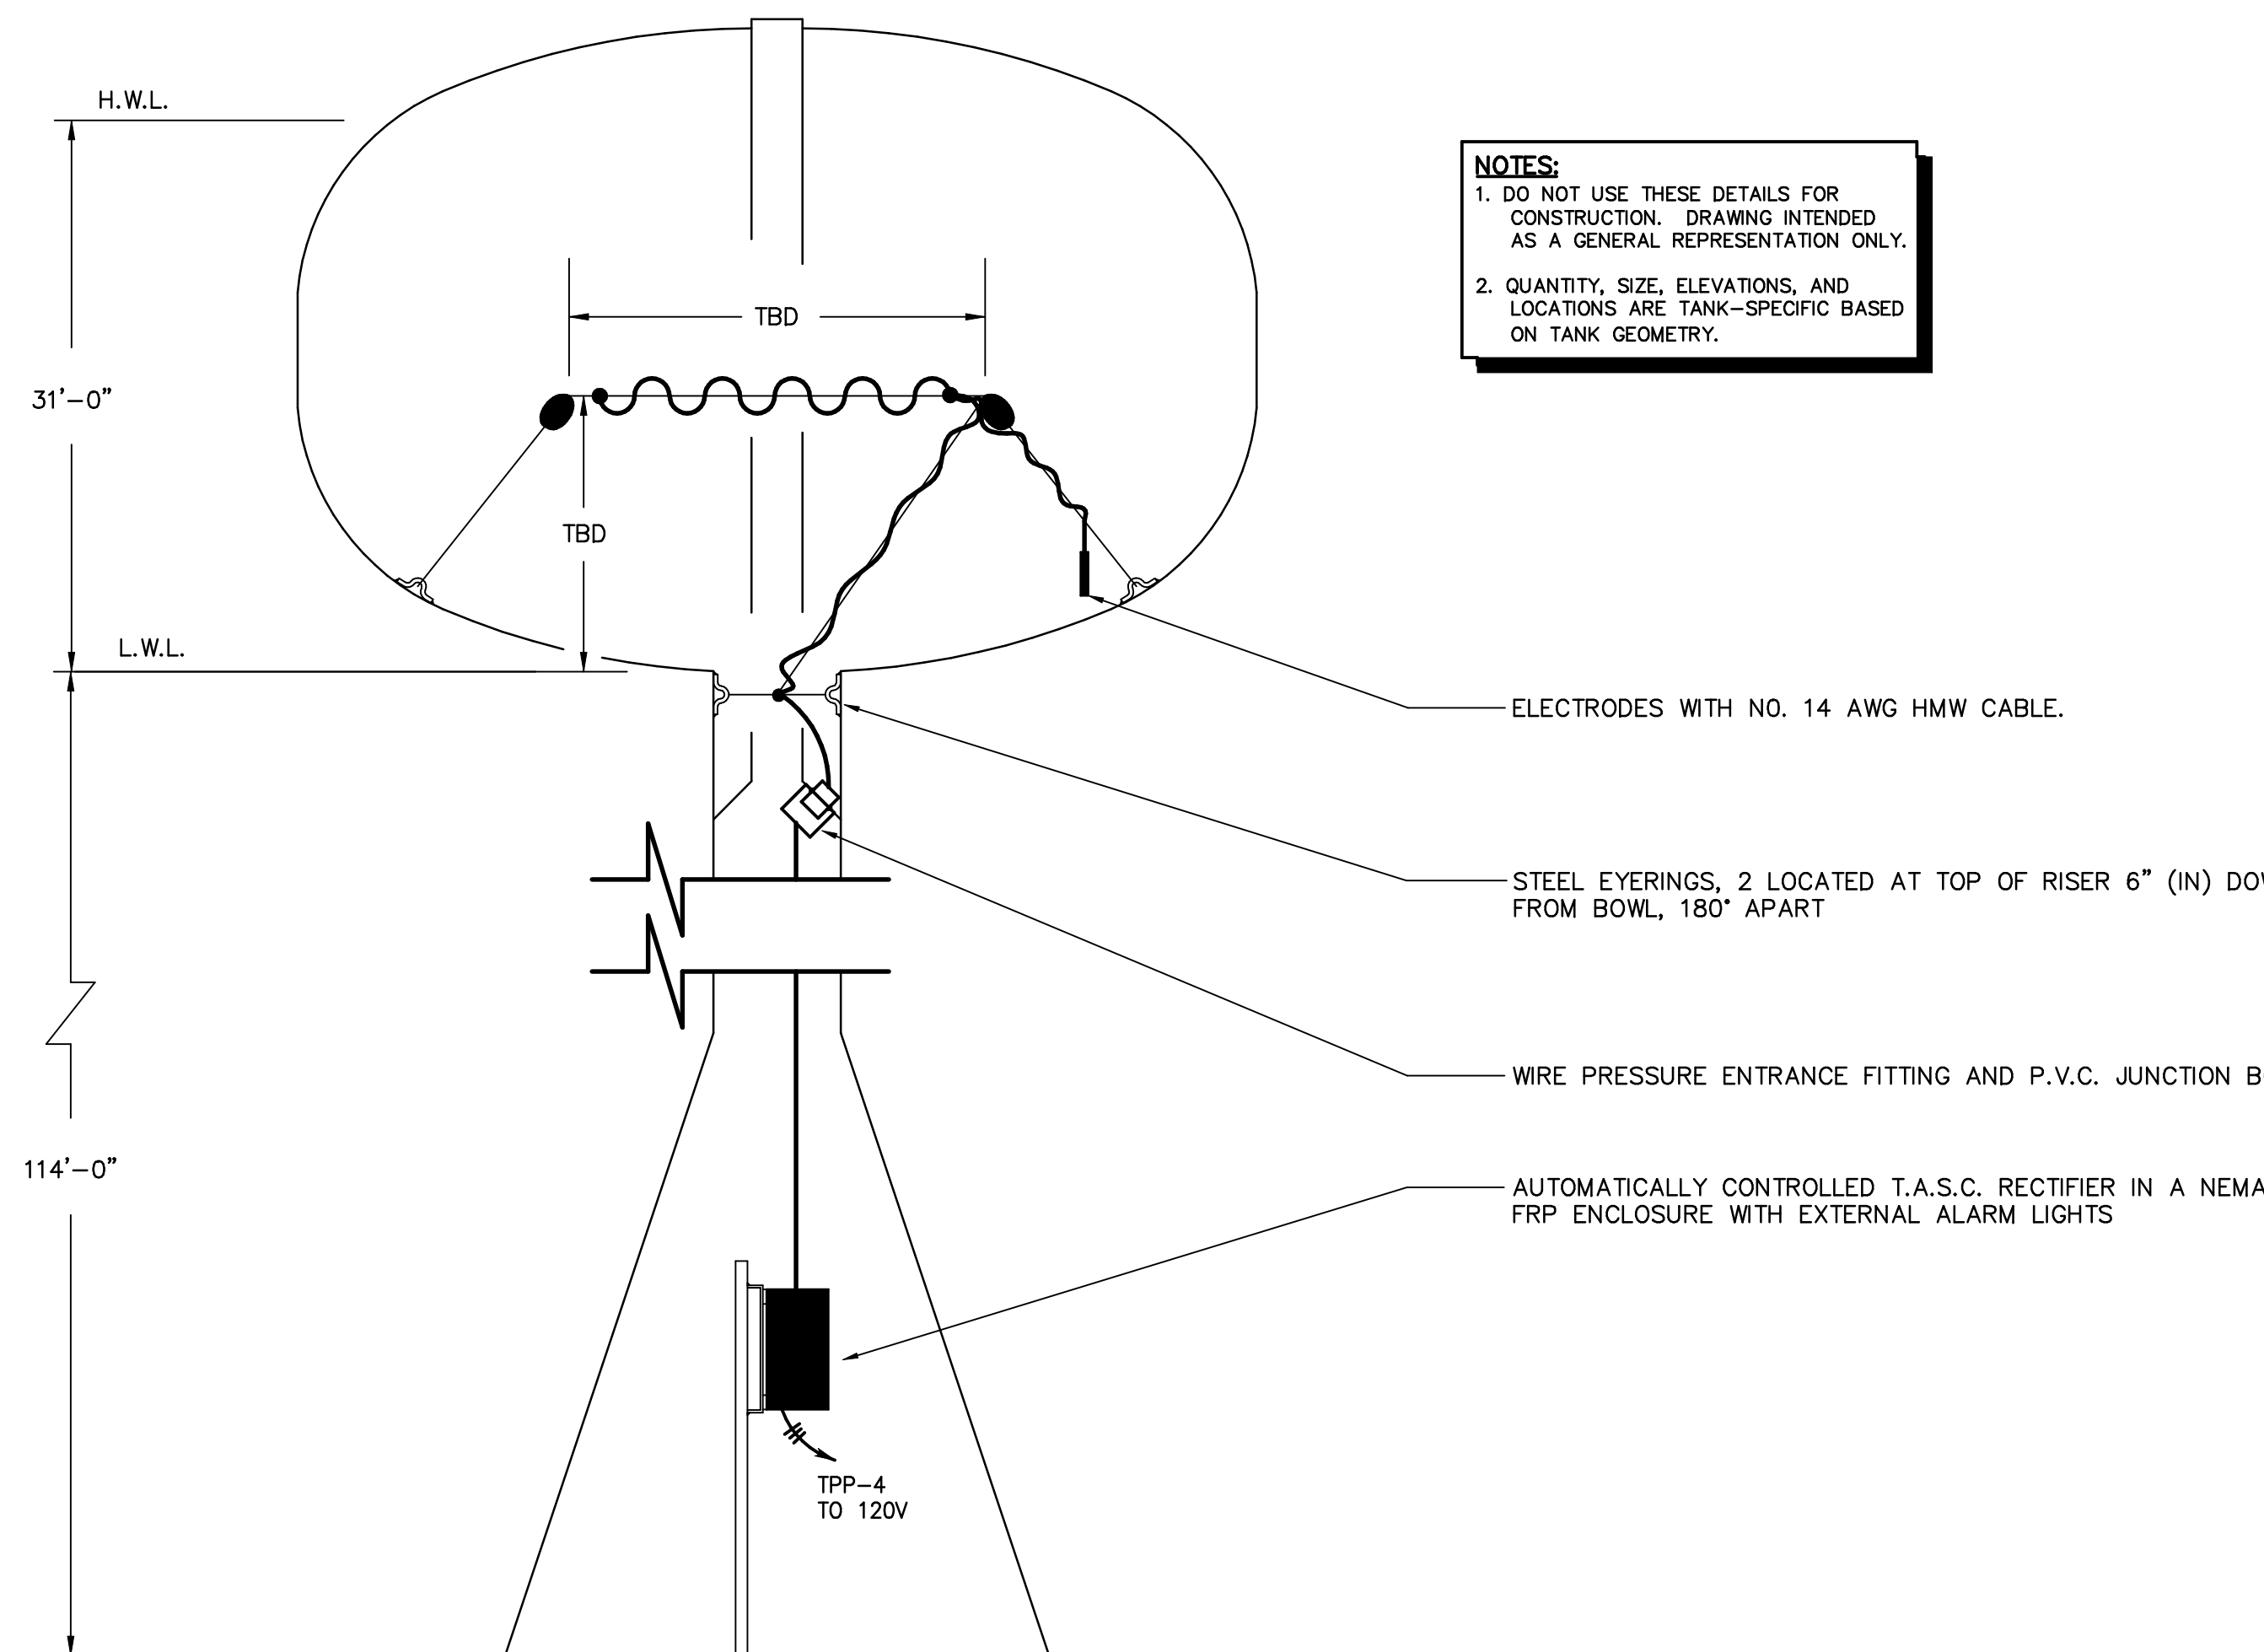 H.W.L.
NOTES:
1. DO NOT USE THESE DETAILS FOR
CONSTRUCTION. DRAWING INTENDED
AS A GENERAL REPRESENTATION ONLY.
2. QUANTITY, SIZE, ELEVATIONS, AND
LOCATIONS ARE TANK-SPECIFIC BASED
ON TANK GEOMETRY.
TBD
31'-0"
TBD
L.W.L.
ELECTRODES WITH NO. 14 AWG HMW CABLE.
STEEL EYERINGS, 2 LOCATED AT TOP OF RISER 6" (IN)
FROM BOWL, 180° APART
WIRE PRESSURE ENTRANCE FITTING AND P.V.C. JUNCTION
114'-0"
AUTOMATICALLY CONTROLLED T.A.S.C. RECTIFIER IN A NEMA
FRP ENCLOSURE WITH EXTERNAL ALARM LIGHTS
TPP-4
TO 120V